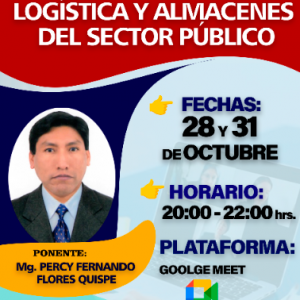 LOGÍSTICA Y ALMACENES
DEL SECTOR PÚBLICO
FECHAS:
28 Y 31
DE OCTUBRE
HORARIO:
20:00 - 22:00 hrs.
PLATAFORMA:
GOOLGE MEET
PONENTE:
Mg. PERCY FERNANDO
FLORES QUISPE